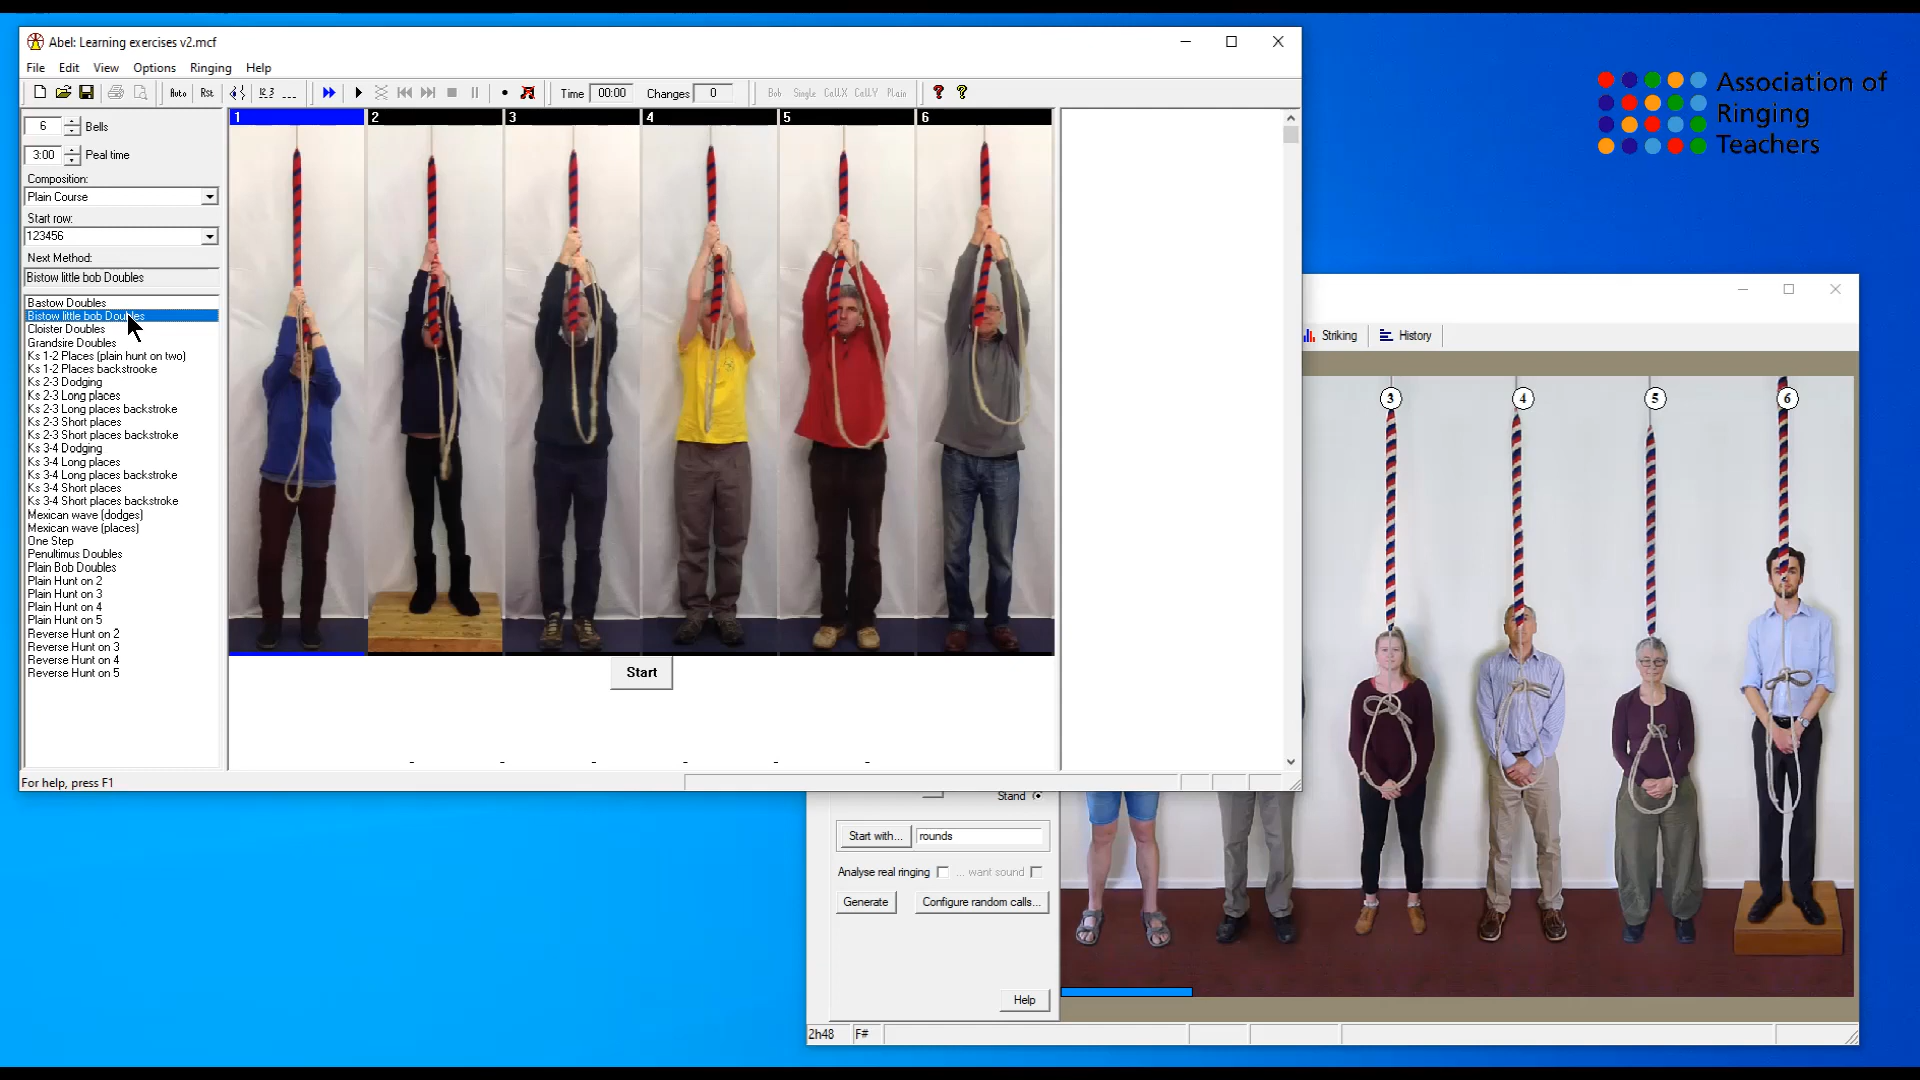 Abel: Learning exercises v2.mcf
File Edit View Options Ringing Help
Auto Rst 1 2 3 Time 00:00 Changes 0 Bob Single Call X Call Y Plain ? ?
6 Bells
3:00 Peal time
Composition:
Plain Course
Start row:
123456
Next Method:
Bistow little bob Doubles
Bastow Doubles
Bistow little bob Doubles
Cloister Doubles
Grandsire Doubles
Ks 1-2 Places (plain hunt on two)
Ks 1-2 Places backstrooke
Ks 2-3 Dodging
Ks 2-3 Long places
Ks 2-3 Long places backstroke
Ks 2-3 Short places
Ks 2-3 Short places backstroke
Ks 3-4 Dodging
Ks 3-4 Long places
Ks 3-4 Long places backstroke
Ks 3-4 Short places
Ks 3-4 Short places backstroke
Mexican wave (dodges)
Mexican wave (places)
One Step
Penultimus Doubles
Plain Bob Doubles
Plain Hunt on 2
Plain Hunt on 3
Plain Hunt on 4
Plain Hunt on 5
Reverse Hunt on 2
Reverse Hunt on 3
Reverse Hunt on 4
Reverse Hunt on 5
1 2 3 4 5 6
Start
For help, press F1
Association of
Ringing
Teachers
Striking History
3 4 5 6
Stand
Start with... rounds
Analyse real ringing ... want sound
Generate Configure random calls...
Help
2h48 F#